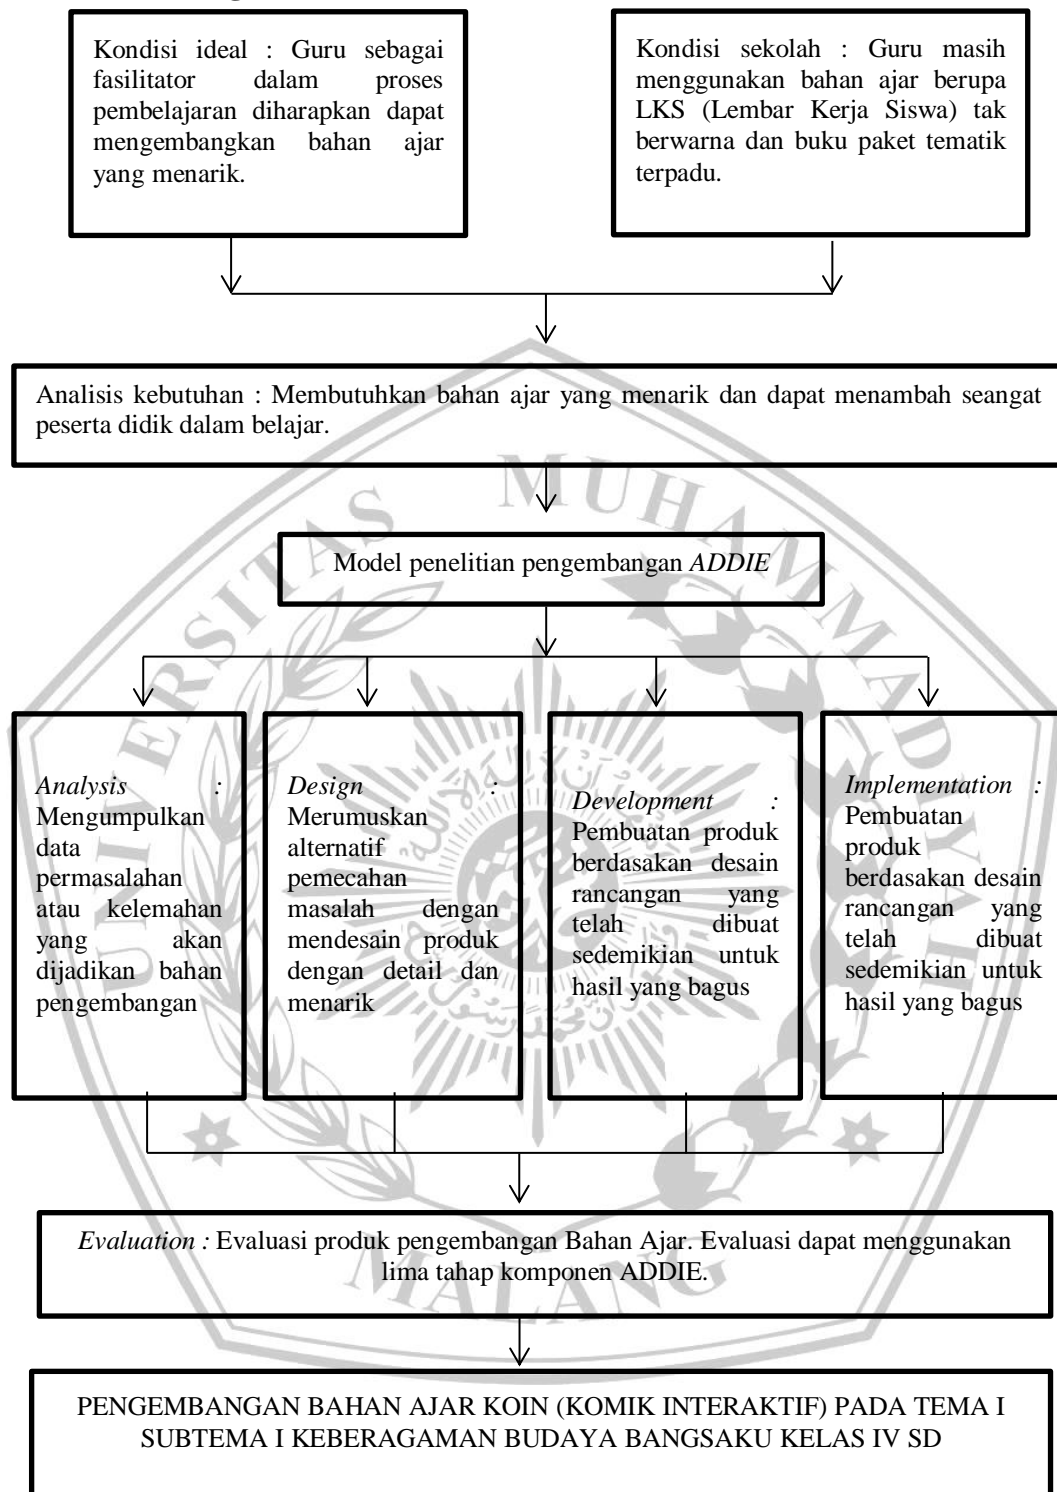 Kondisi ideal : Guru sebagai
fasilitator dalam proses
pembelajaran diharapkan dapat
mengembangkan bahan ajar
yang menarik.
Kondisi sekolah : Guru masih
menggunakan bahan ajar berupa
LKS (Lembar Kerja Siswa) tak
berwarna dan buku paket tematik
terpadu.
Analisis kebutuhan : Membutuhkan bahan ajar yang menarik dan dapat menambah seangat
peserta didik dalam belajar.
Model penelitian pengembangan ADDIE
Analysis :
Mengumpulkan
data
permasalahan
atau kelemahan
yang akan
dijadikan bahan
pengembangan
Design :
Merumuskan
alternatif
pemecahan
masalah dengan
mendesain produk
dengan detail dan
menarik
Development :
Pembuatan produk
berdasakan desain
rancangan yang
telah dibuat
sedemikian untuk
hasil yang bagus
Implementation :
Pembuatan
produk
berdasakan desain
rancangan yang
telah dibuat
sedemikian untuk
hasil yang bagus
Evaluation : Evaluasi produk pengembangan Bahan Ajar. Evaluasi dapat menggunakan
lima tahap komponen ADDIE.
PENGEMBANGAN BAHAN AJAR KOIN (KOMIK INTERAKTIF) PADA TEMA I
SUBTEMA I KEBERAGAMAN BUDAYA BANGSAKU KELAS IV SD
UNIVERSITAS MUHAMMADIYAH
MALANG